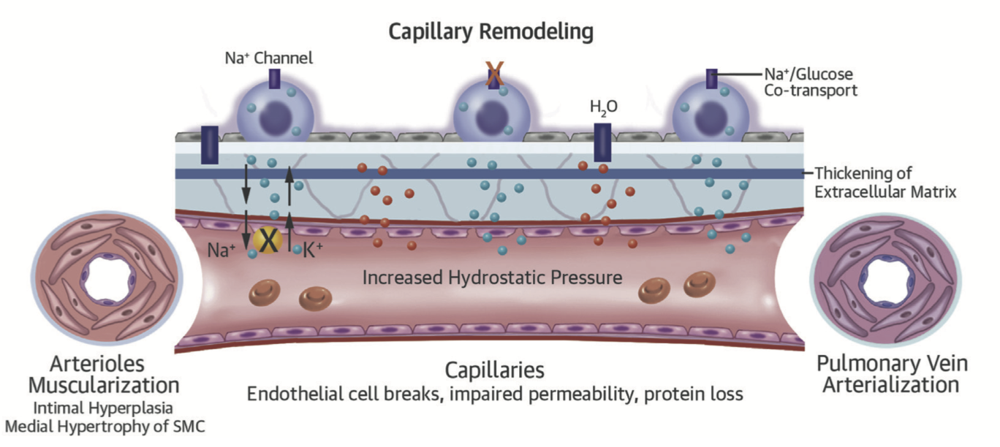 Capillary Remodeling
Na⁺ Channel
X
Na⁺/Glucose
Co-transport
H₂O
Thickening of
Extracellular Matrix
Na⁺
X
K⁺
Increased Hydrostatic Pressure
Arterioles
Muscularization
Intimal Hyperplasia
Medial Hypertrophy of SMC
Capillaries
Endothelial cell breaks, impaired permeability, protein loss
Pulmonary Vein
Arterialization